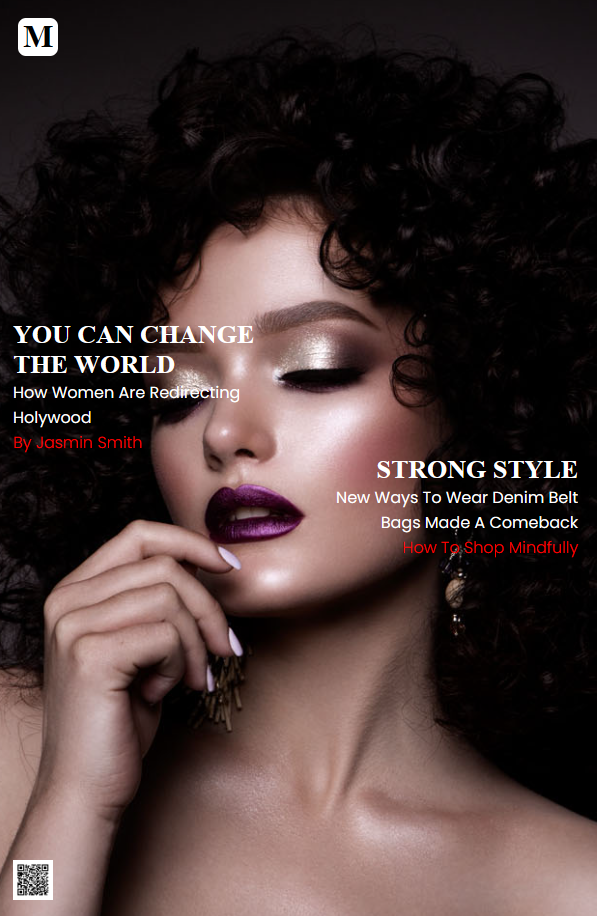 M
YOU CAN CHANGE
THE WORLD
How Women Are Redirecting
Holywood
By Jasmin Smith
STRONG STYLE
New Ways To Wear Denim Belt
Bags Made A Comeback
How To Shop Mindfully